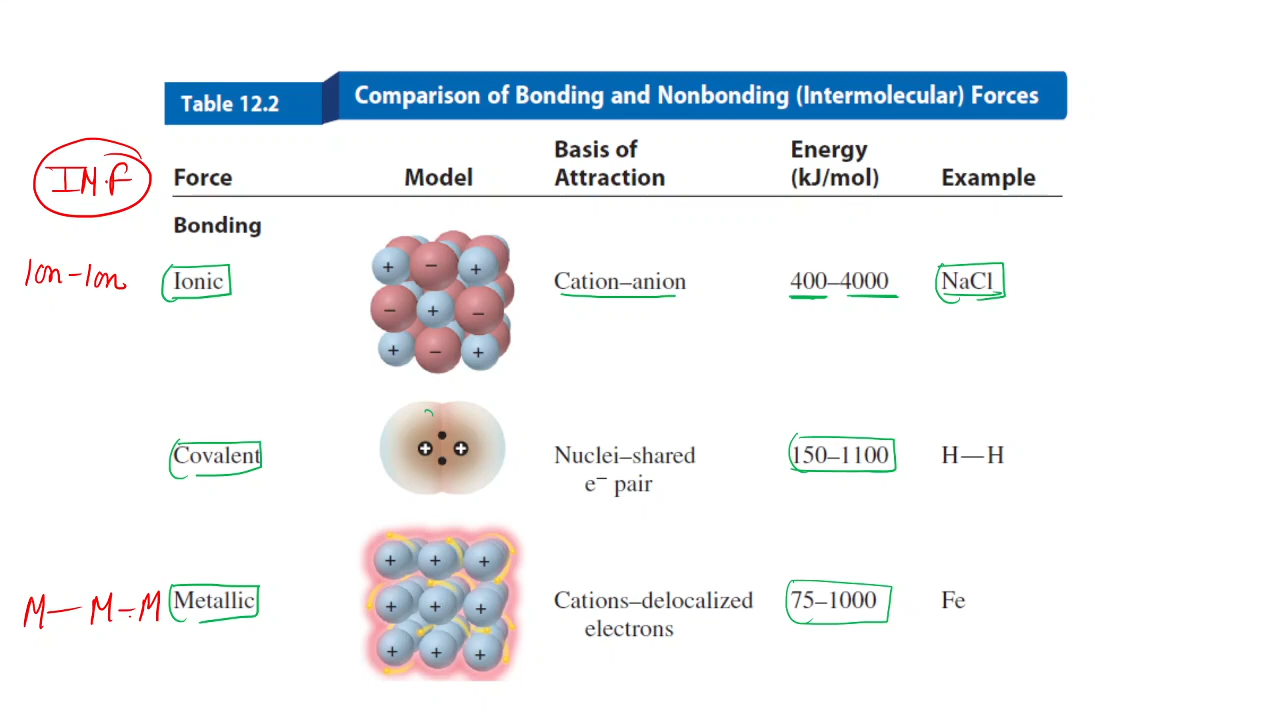 Table 12.2
Comparison of Bonding and Nonbonding (Intermolecular) Forces
I M.F
Force Model Basis of Attraction Energy (kJ/mol) Example
Bonding
Ion-Ion Ionic + - + - + - + - + Cation–anion 400–4000 NaCl
Covalent + + Nuclei–shared e⁻ pair 150–1100 H—H
M-M-M Metallic + + + + + + + + + Cations–delocalized electrons 75–1000 Fe